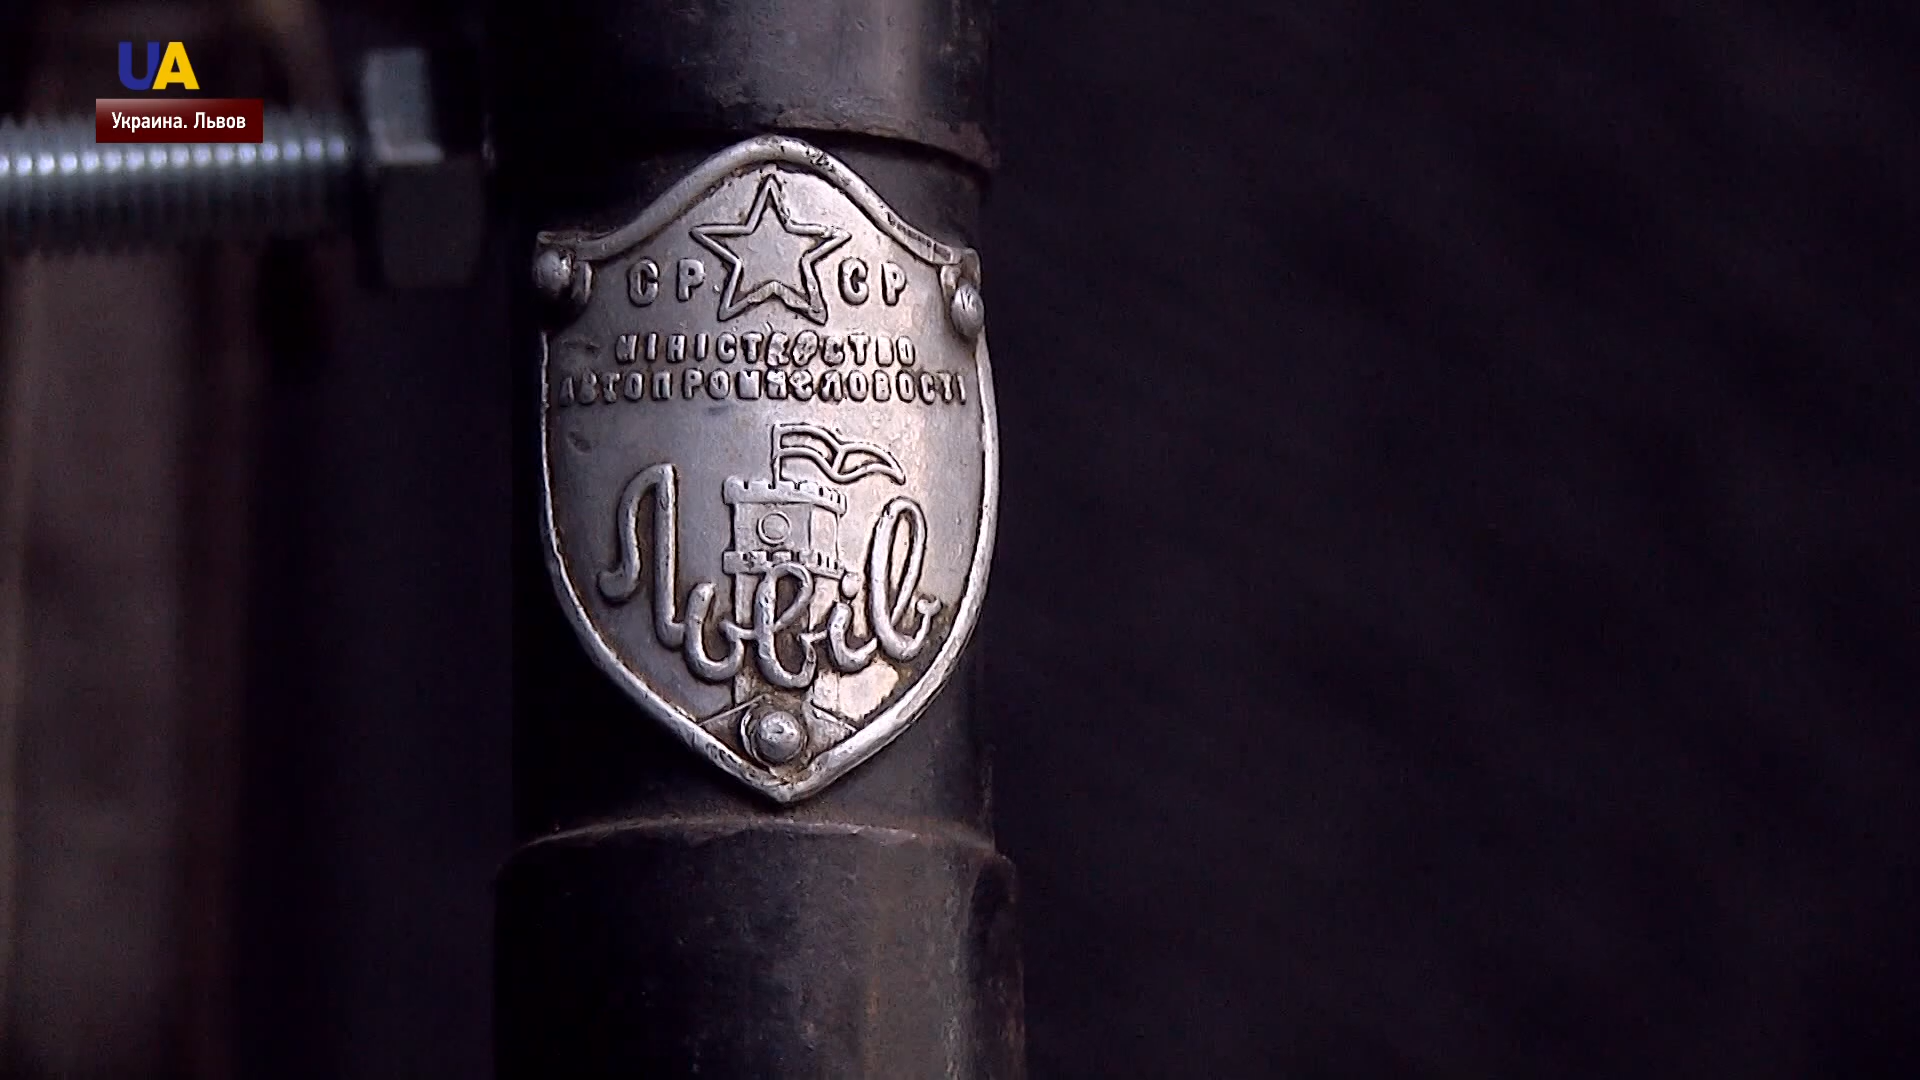 UA
Украина. Львов
СР СР
МІНІСТЕРСТВО
АВТОПРОМИСЛОВОСТІ
Львів